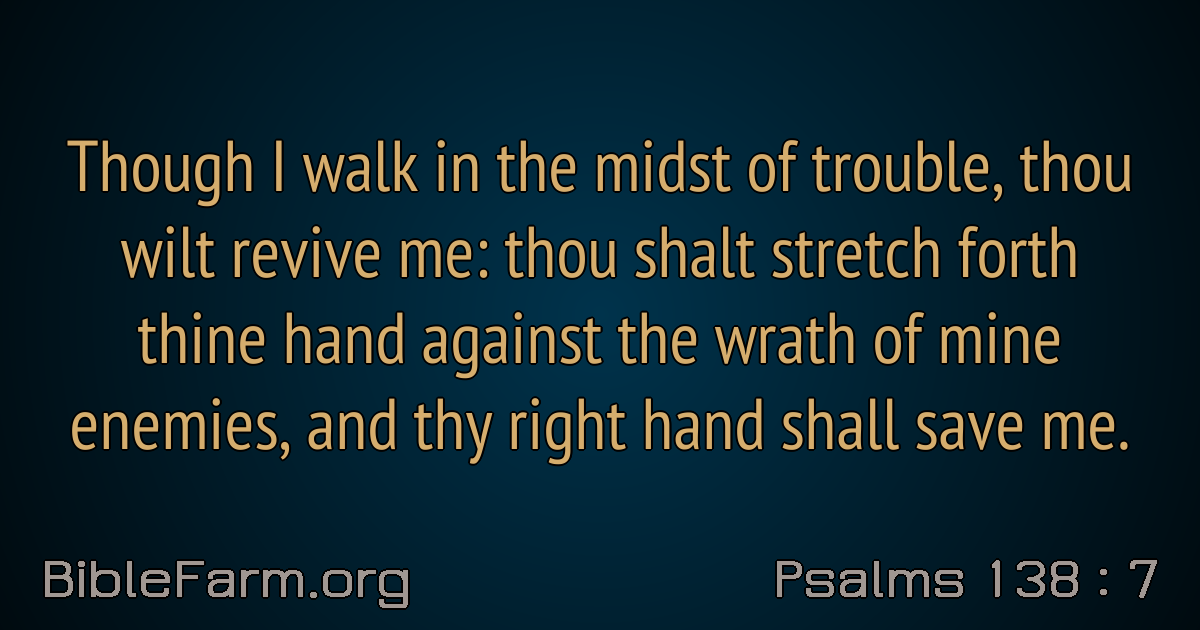 Though I walk in the midst of trouble, thou
wilt revive me: thou shalt stretch forth
thine hand against the wrath of mine
enemies, and thy right hand shall save me.
BibleFarm.org
Psalms 138 : 7